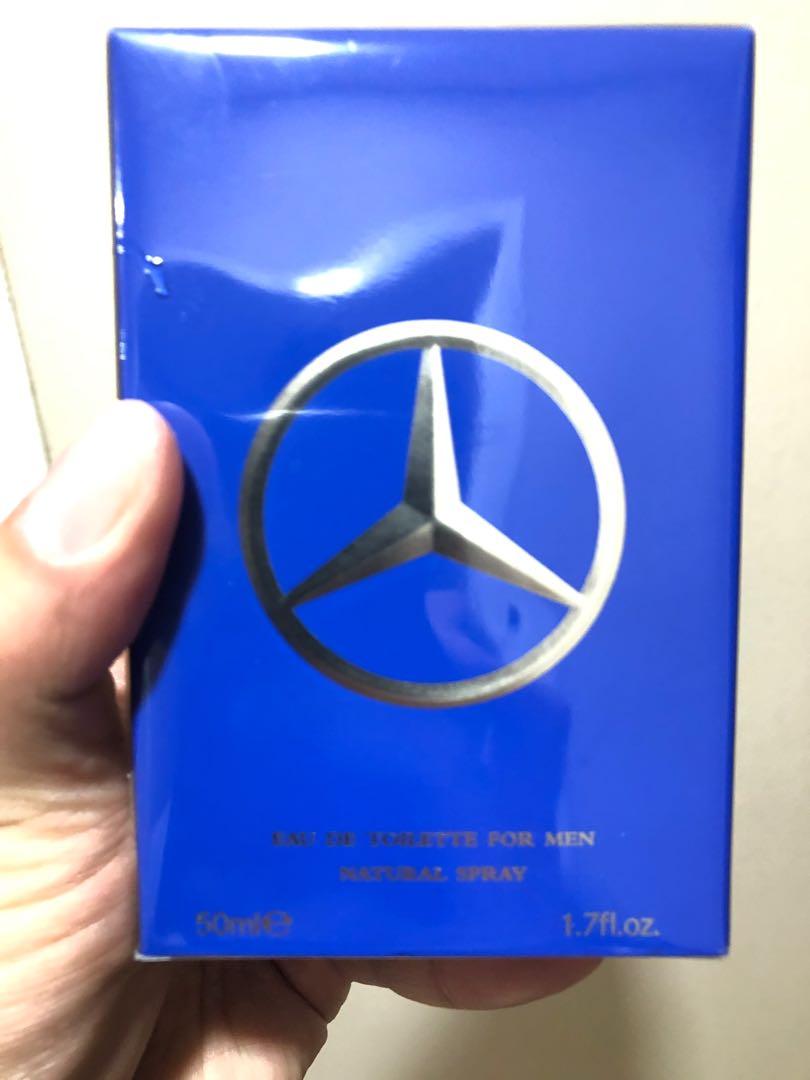 EAU DE TOILETTE FOR MEN
NATURAL SPRAY
50ml℮ 1.7fl.oz.